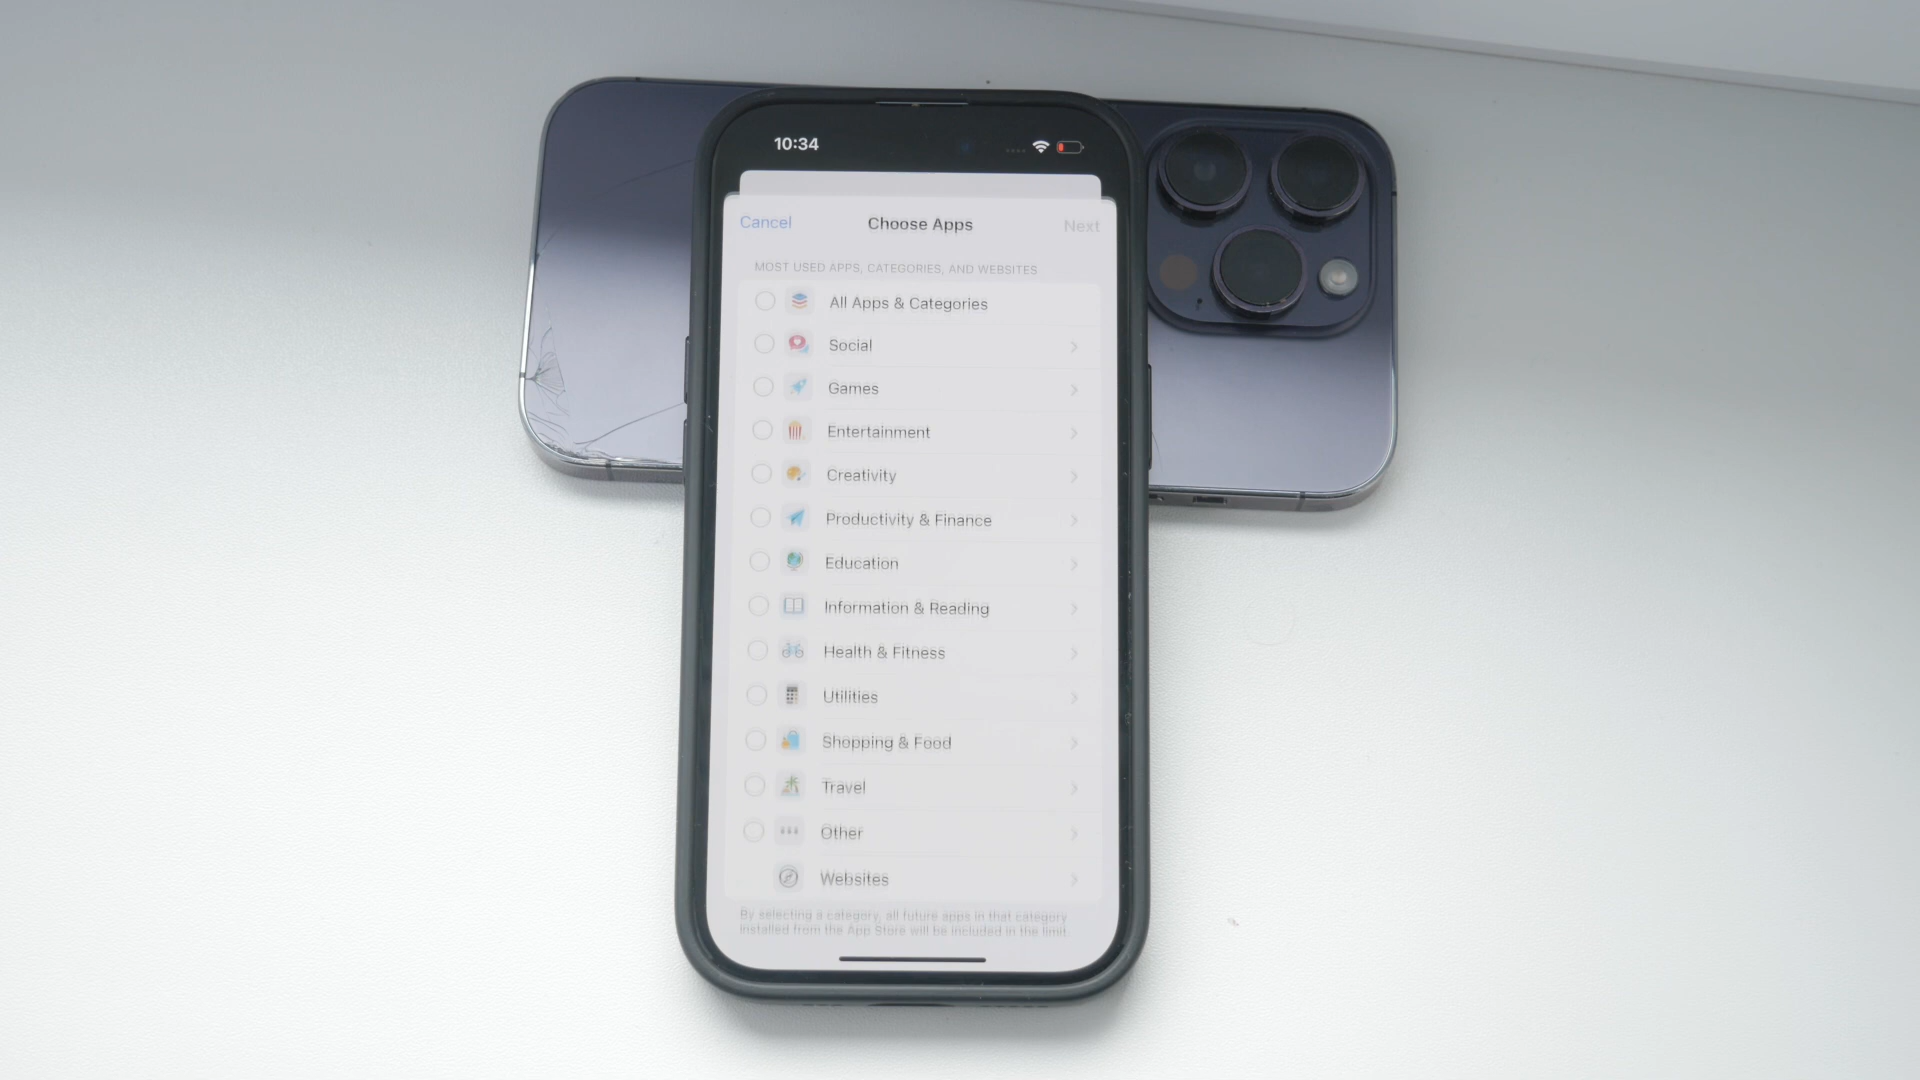 10:34
Cancel
Choose Apps
Next
MOST USED APPS, CATEGORIES, AND WEBSITES
All Apps & Categories
Social
Games
Entertainment
Creativity
Productivity & Finance
Education
Information & Reading
Health & Fitness
Utilities
Shopping & Food
Travel
Other
Websites
By selecting a category, all future apps in that category
installed from the App Store will be included in the limit.